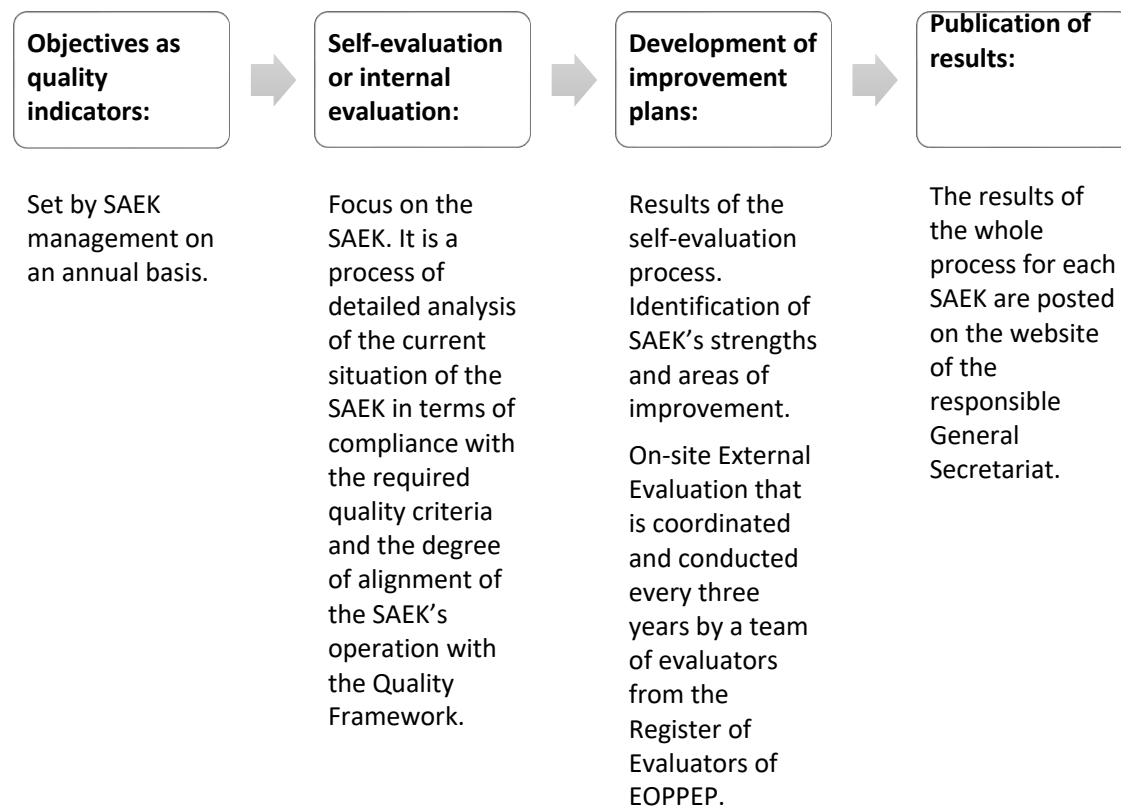 Objectives as
quality
indicators:
Set by SAEK
management on
an annual basis.
Self-evaluation
or internal
evaluation:
Focus on the
SAEK. It is a
process of
detailed analysis
of the current
situation of the
SAEK in terms of
compliance with
the required
quality criteria
and the degree
of alignment of
the SAEK’s
operation with
the Quality
Framework.
Development of
improvement
plans:
Results of the
self-evaluation
process.
Identification of
SAEK’s strengths
and areas of
improvement.
On-site External
Evaluation that
is coordinated
and conducted
every three
years by a team
of evaluators
from the
Register of
Evaluators of
EOPPEP.
Publication of
results:
The results of
the whole
process for each
SAEK are posted
on the website
of the
responsible
General
Secretariat.